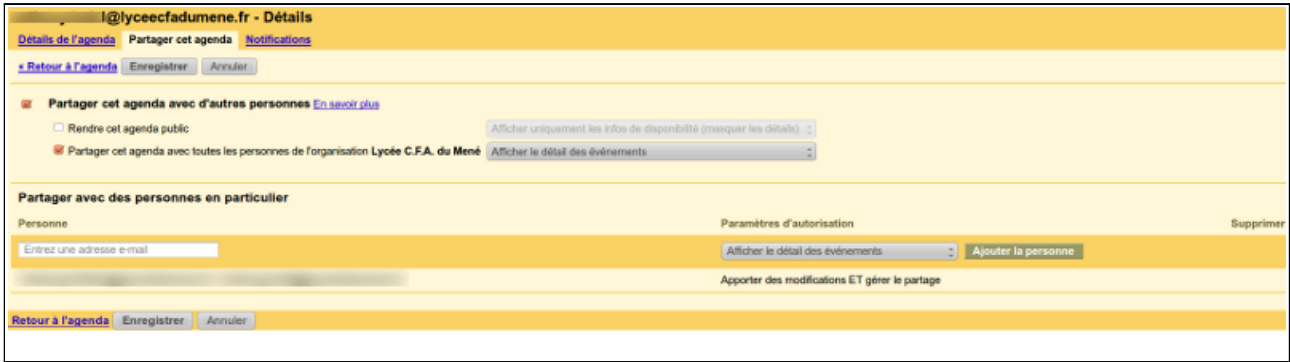 l@lyceecfadumene.fr - Détails
Détails de l'agenda Partager cet agenda Notifications
« Retour à l'agenda Enregistrer Annuler
Partager cet agenda avec d'autres personnes En savoir plus
Rendre cet agenda public Afficher uniquement les infos de disponibilité (masquer les détails)
Partager cet agenda avec toutes les personnes de l'organisation Lycée C.F.A. du Mené Afficher le détail des événements
Partager avec des personnes en particulier
Personne Paramètres d'autorisation Supprimer
Entrez une adresse e-mail Afficher le détail des événements Ajouter la personne
Apporter des modifications ET gérer le partage
Retour à l'agenda Enregistrer Annuler